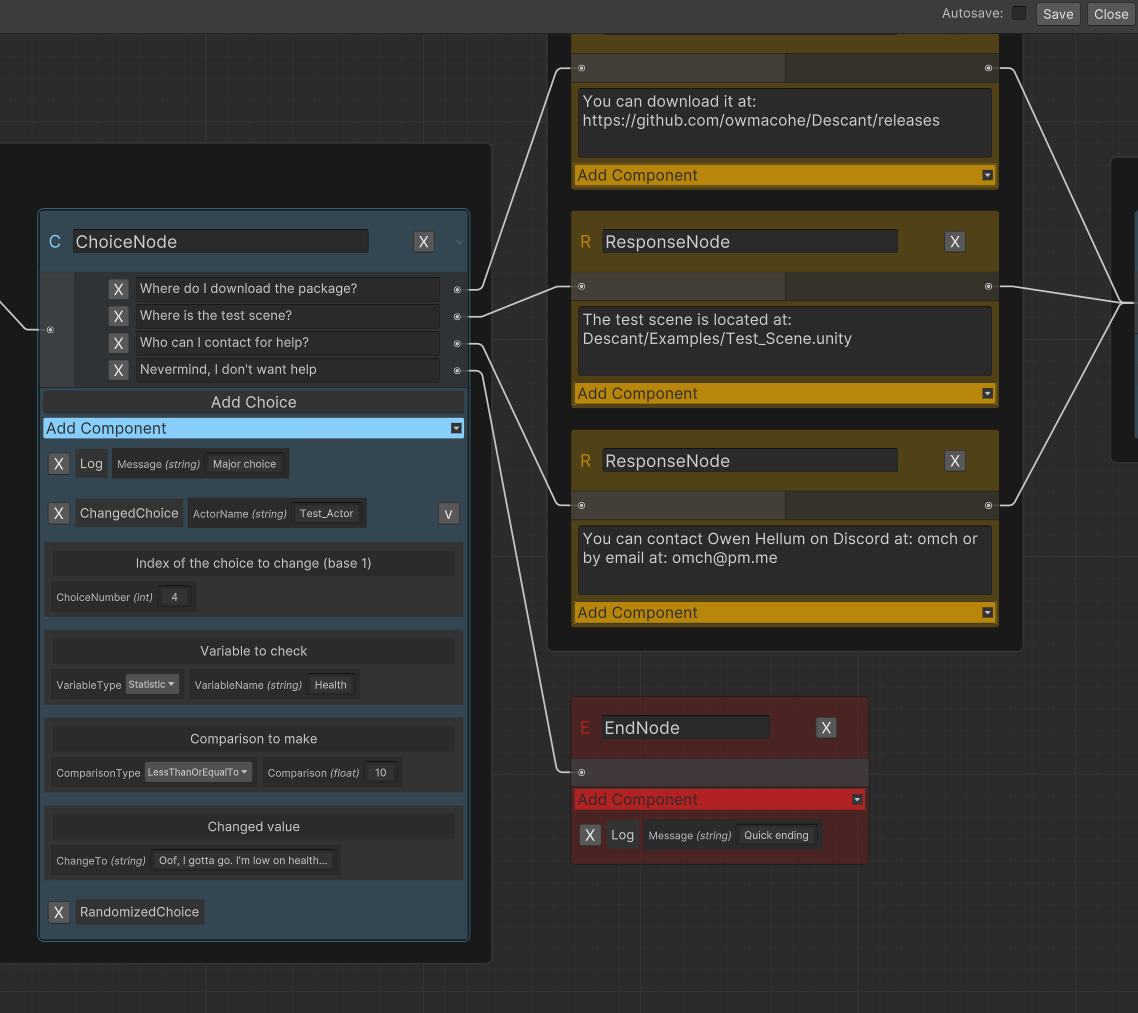 Autosave: Save Close
You can download it at:
https://github.com/owmacohe/Descant/releases
Add Component
C ChoiceNode X
X Where do I download the package?
X Where is the test scene?
X Who can I contact for help?
X Nevermind, I don't want help
Add Choice
Add Component
X Log Message (string) Major choice
X ChangedChoice ActorName (string) Test_Actor v
Index of the choice to change (base 1)
ChoiceNumber (int) 4
Variable to check
VariableType Statistic VariableName (string) Health
Comparison to make
ComparisonType LessThanOrEqualTo Comparison (float) 10
Changed value
ChangeTo (string) Oof, I gotta go. I'm low on health...
X RandomizedChoice
R ResponseNode X
The test scene is located at:
Descant/Examples/Test_Scene.unity
Add Component
R ResponseNode X
You can contact Owen Hellum on Discord at: omch or
by email at: omch@pm.me
Add Component
E EndNode X
Add Component
X Log Message (string) Quick ending